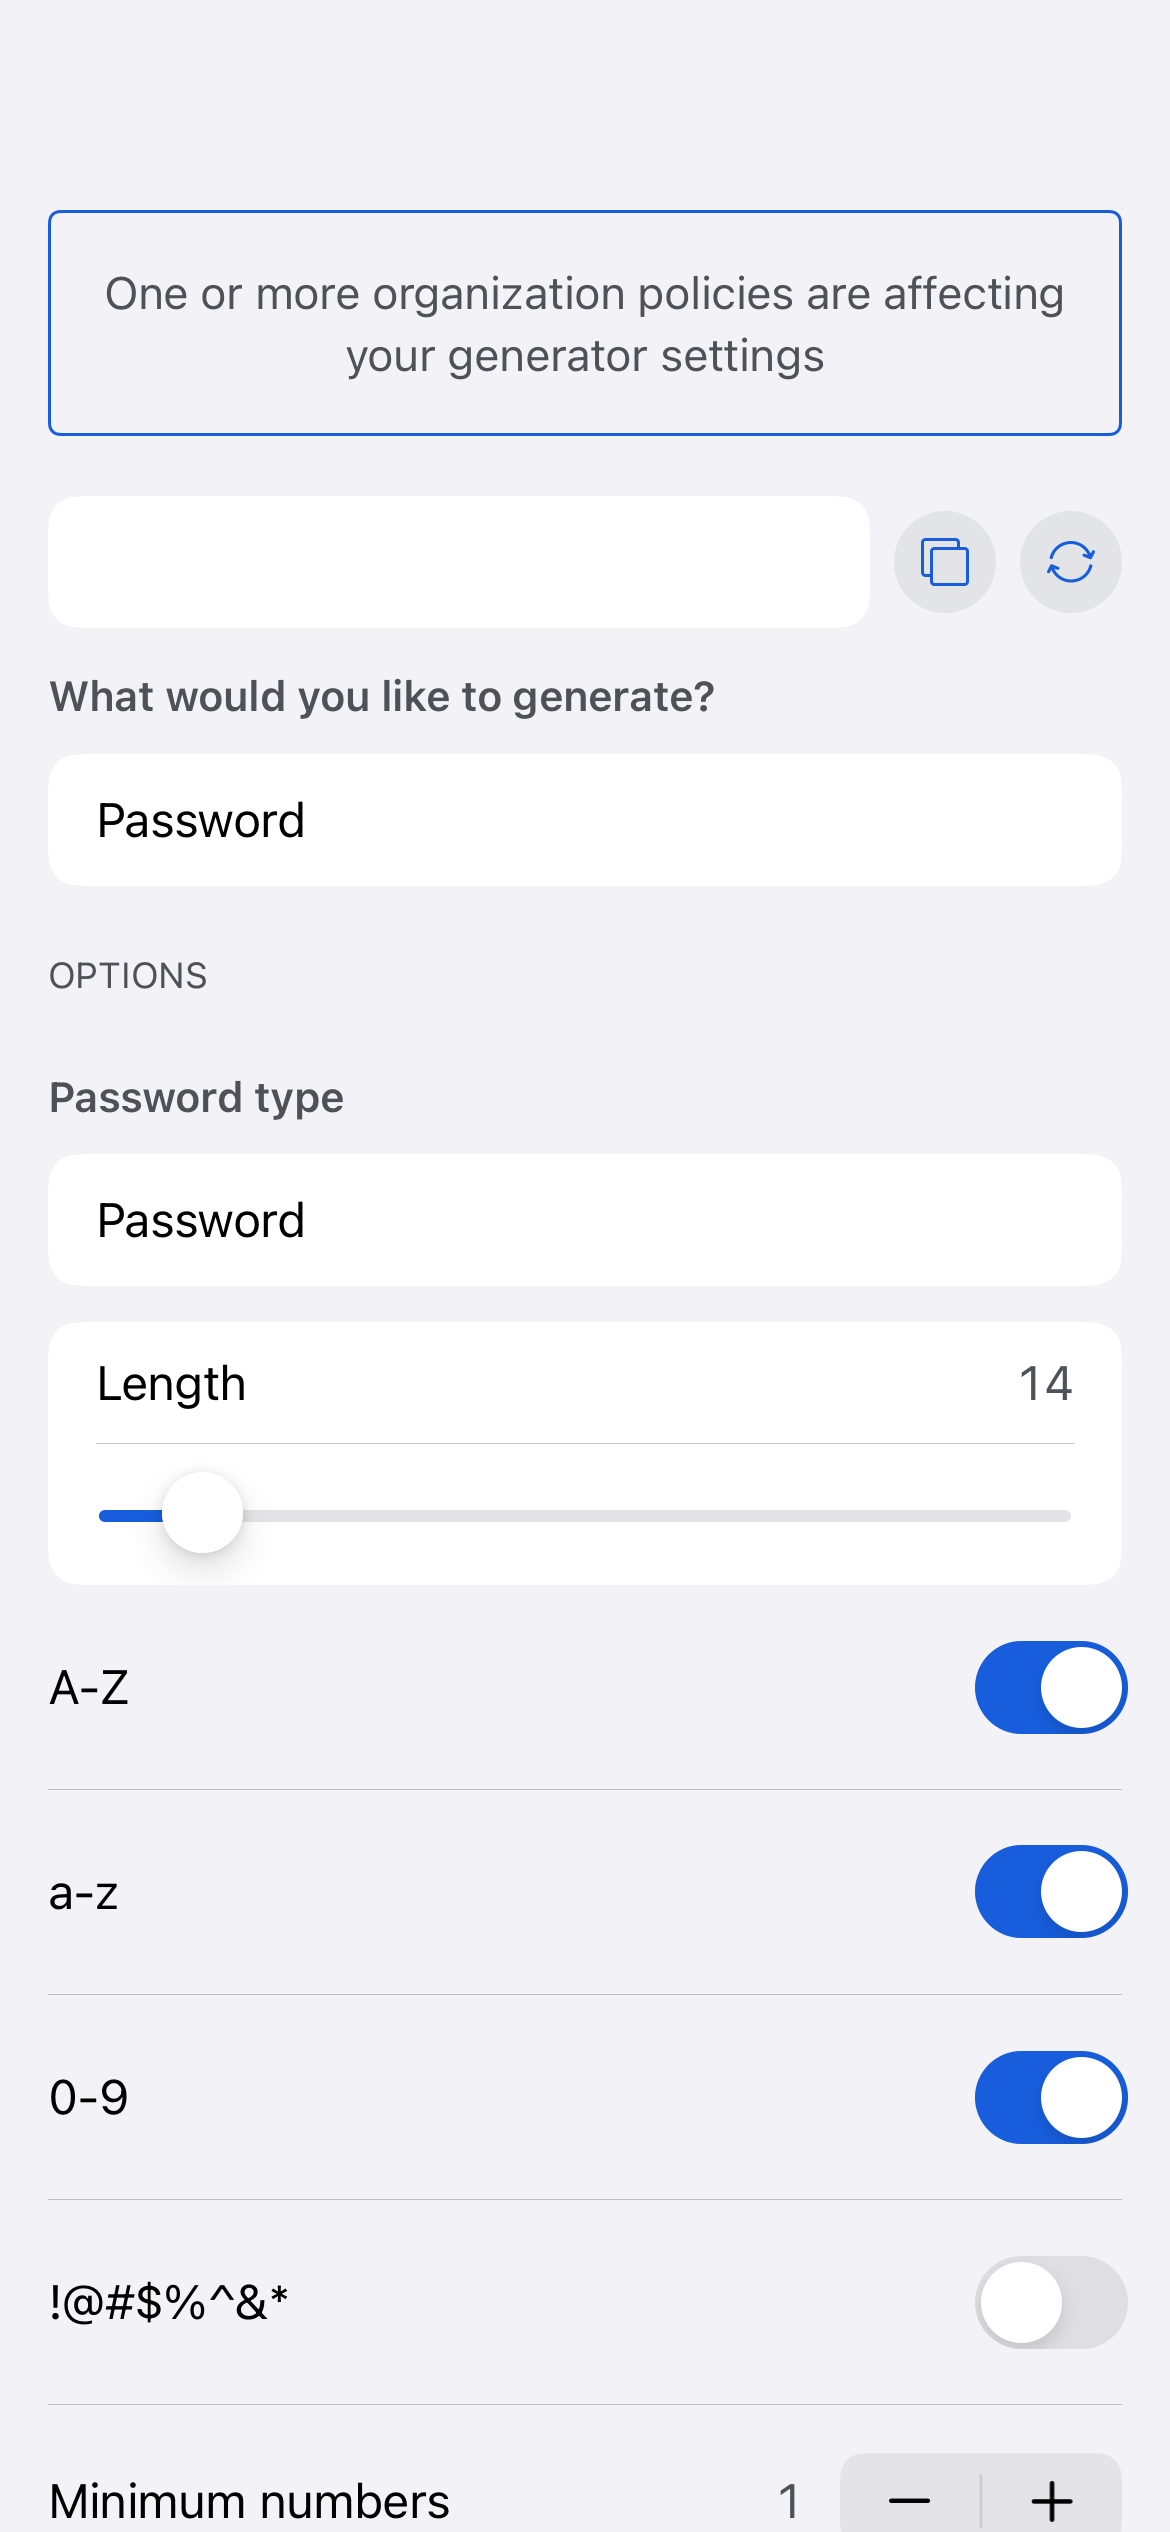 One or more organization policies are affecting
your generator settings
What would you like to generate?
Password
OPTIONS
Password type
Password
Length 14
A-Z
a-z
0-9
!@#$%^&*
Minimum numbers 1